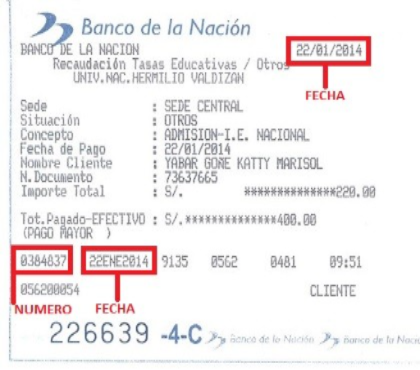 Banco de la Nación
BANCO DE LA NACION 22/01/2014
Recaudación Tasas Educativas / Otros
UNIV.NAC.HERMILIO VALDIZAN
FECHA
Sede : SEDE CENTRAL
Situación : OTROS
Concepto : ADMISION-I.E. NACIONAL
Fecha de Pago : 22/01/2014
Nombre Cliente : YABAR GOÑE KATTY MARISOL
N.Documento : 73637665
Importe Total : S/. **************220.00
Tot.Pagado-EFECTIVO : S/.**************400.00
(PAGO MAYOR )
0384837 22ENE2014 9135 0562 0481 09:51
056200054 CLIENTE
NUMERO FECHA
226639 -4-C Banco de la Nación Banco de la Nació